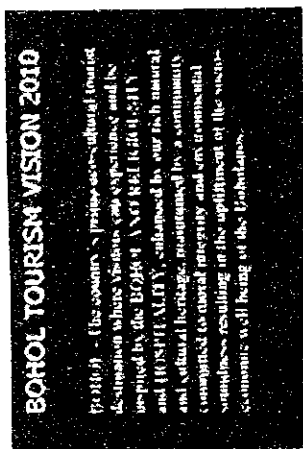 BOHOL TOURISM VISION 2010
BOHOL - the country's prime eco-cultural tourist
destination where visitors can experience and be
inspired by the BOHOLANO RELIGIOSITY
and HOSPITALITY, enhanced by our rich natural
and cultural heritage, maintained by a community
committed to moral integrity and environmental
soundness resulting in the upliftment of the socio-
economic well being of the Boholanos.